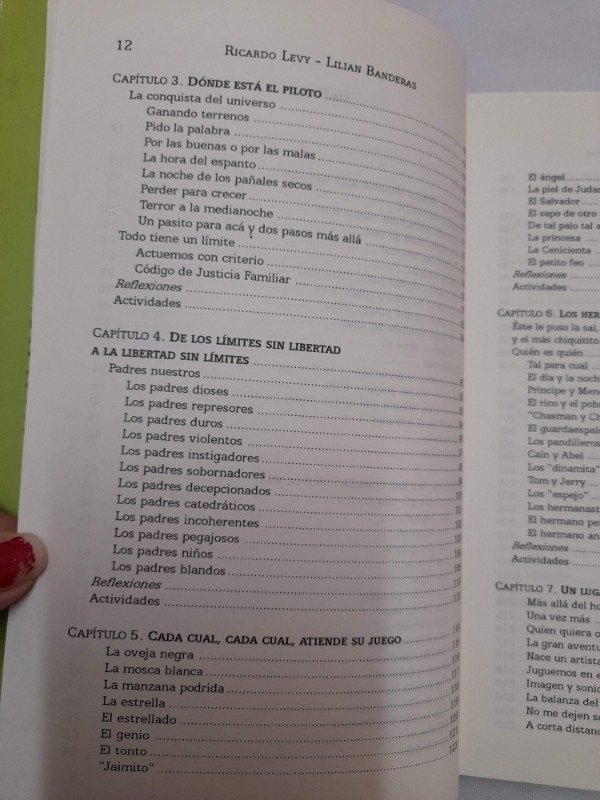 12
RICARDO LEVY - LILIAN BANDERAS
CAPÍTULO 3. DÓNDE ESTÁ EL PILOTO
La conquista del universo
Ganando terrenos
Pido la palabra
Por las buenas o por las malas
La hora del espanto
La noche de los pañales secos
Perder para crecer
Terror a la medianoche
Un pasito para acá y dos pasos más allá
Todo tiene un límite
Actuemos con criterio
Código de Justicia Familiar
Reflexiones
Actividades
CAPÍTULO 4. DE LOS LÍMITES SIN LIBERTAD
A LA LIBERTAD SIN LÍMITES
Padres nuestros
Los padres dioses
Los padres represores
Los padres duros
Los padres violentos
Los padres instigadores
Los padres sobornadores
Los padres decepcionados
Los padres catedráticos
Los padres incoherentes
Los padres pegajosos
Los padres niños
Los padres blandos
Reflexiones
Actividades
CAPÍTULO 5. CADA CUAL, CADA CUAL, ATIENDE SU JUEGO
La oveja negra
La mosca blanca
La manzana podrida
La estrella
El estrellado
El genio
El tonto
"Jaimito"
El ángel
La piel de Judas
El Salvador
El sapo de otro
De tal palo tal
La princesa
La Cenicienta
El patito feo
Reflexiones
Actividades
CAPÍTULO 6. LOS HER
Éste le puso la sal,
y el más chiquitito
Quién es quién
Tal para cual
El día y la noch
Príncipe y Mend
El rico y el pob
"Chasman y Ch
El guardaespal
Los pandilleros
Caín y Abel
Los "dinamita"
Tom y Jerry
Los "espejo"
Los hermanast
El hermano per
El hermano an
Reflexiones
Actividades
CAPÍTULO 7. UN LUGA
Más allá del ho
Una vez más
Quien quiera o
La gran aventu
Nace un artista
Juguemos en e
Imagen y sonid
La balanza del
No me dejen s
A corta distanc